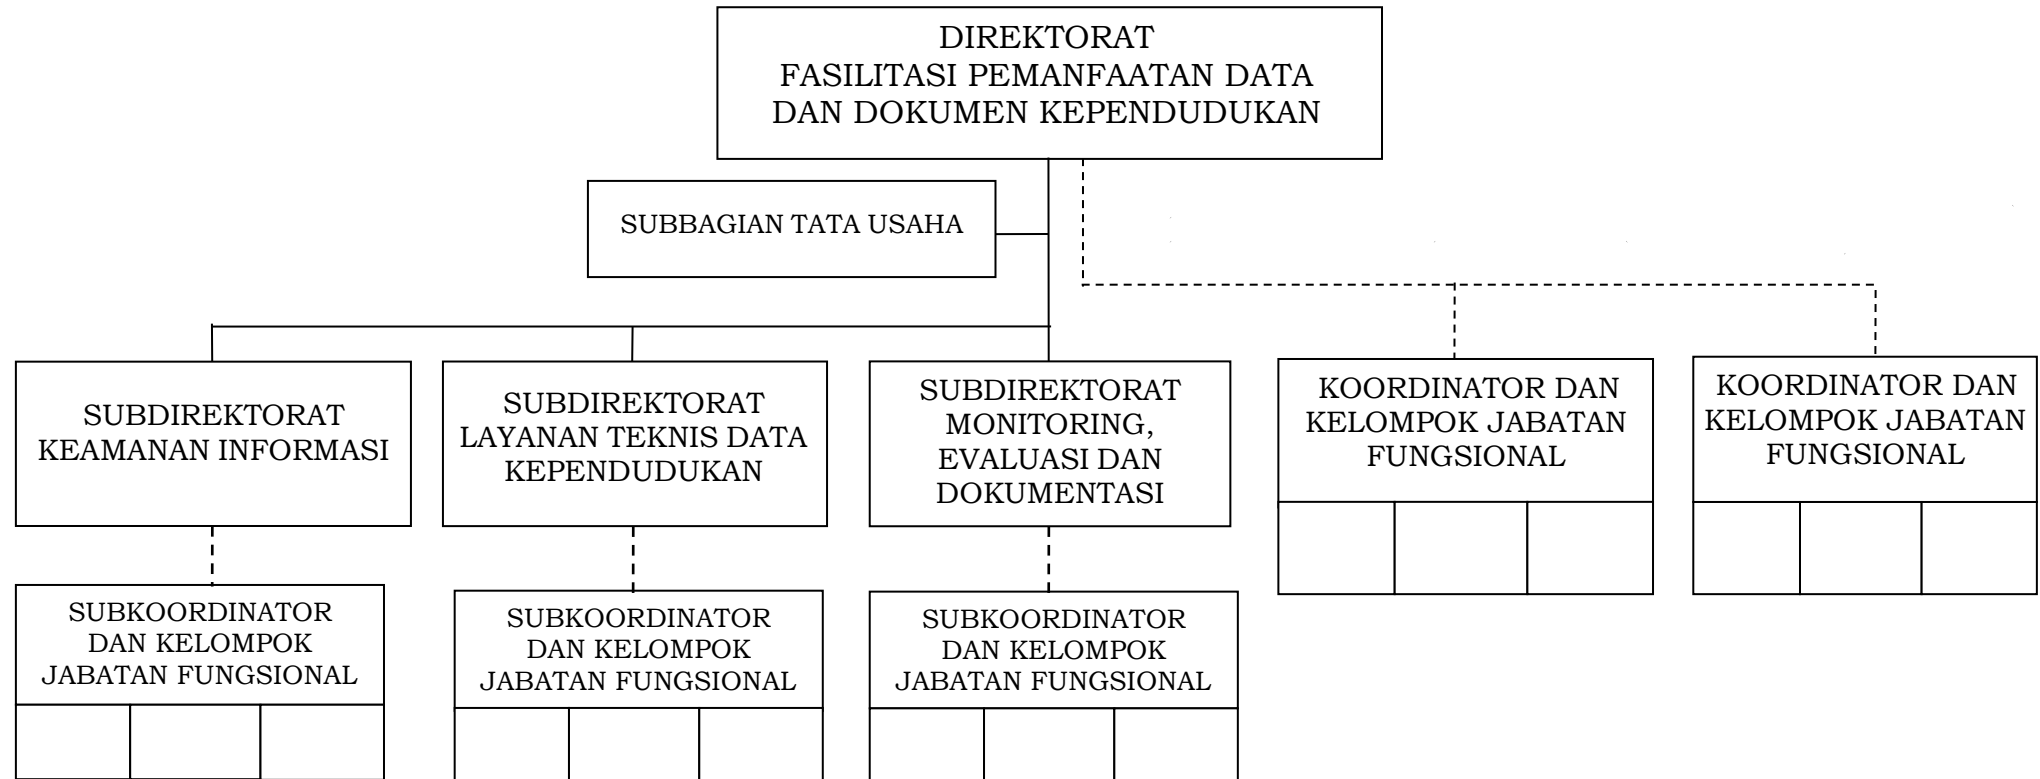 DIREKTORAT
FASILITASI PEMANFAATAN DATA
DAN DOKUMEN KEPENDUDUKAN
SUBBAGIAN TATA USAHA
SUBDIREKTORAT
KEAMANAN INFORMASI
SUBDIREKTORAT
LAYANAN TEKNIS DATA
KEPENDUDUKAN
SUBDIREKTORAT
MONITORING,
EVALUASI DAN
DOKUMENTASI
KOORDINATOR DAN
KELOMPOK JABATAN
FUNGSIONAL
KOORDINATOR DAN
KELOMPOK JABATAN
FUNGSIONAL
SUBKOORDINATOR
DAN KELOMPOK
JABATAN FUNGSIONAL
SUBKOORDINATOR
DAN KELOMPOK
JABATAN FUNGSIONAL
SUBKOORDINATOR
DAN KELOMPOK
JABATAN FUNGSIONAL